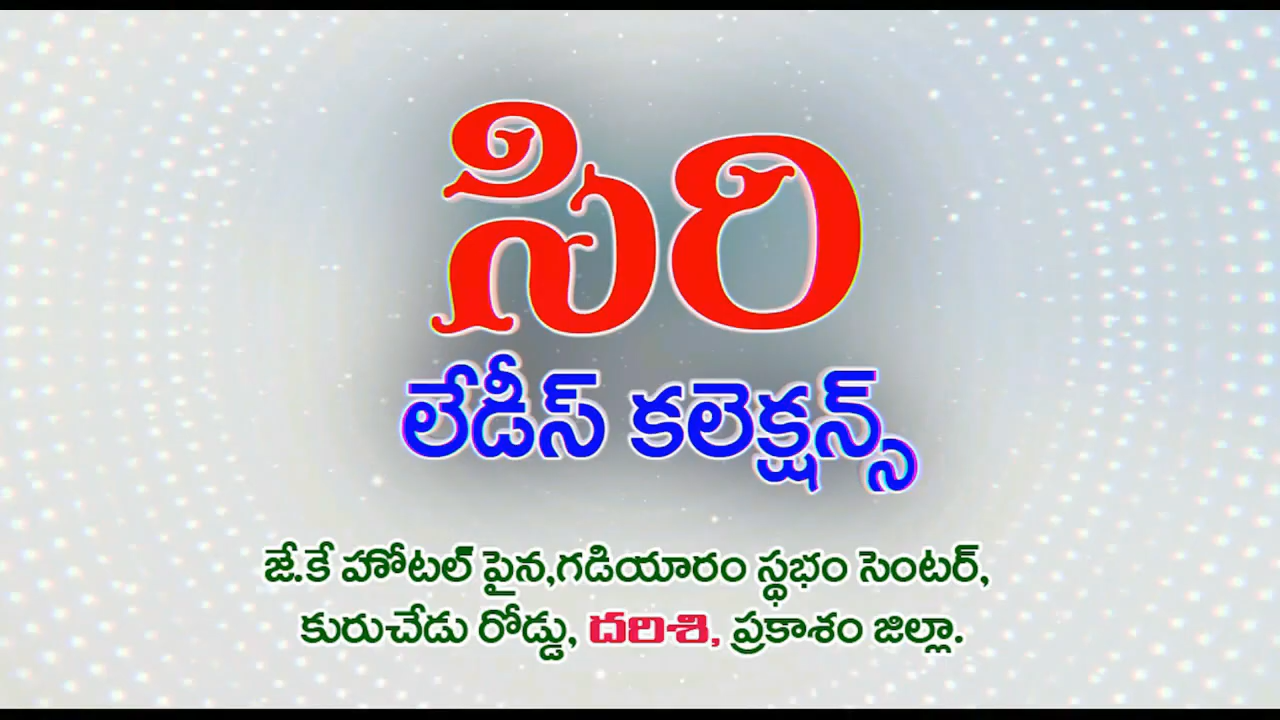 సిరి
లేడీస్ కలెక్షన్స్
జే.కే హోటల్ పైన,గడియారం స్థభం సెంటర్,
కురుచేడు రోడ్డు, దరిశి, ప్రకాశం జిల్లా.